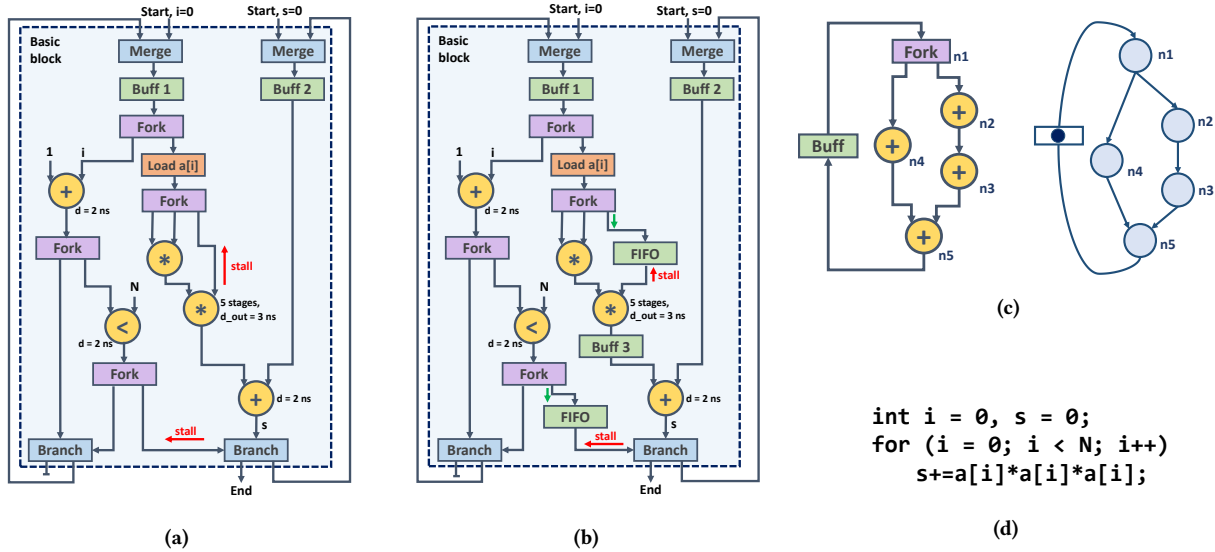 Start, i=0
Start, s=0
Basic
block
Merge
Merge
Buff 1
Buff 2
Fork
1
i
Load a[i]
+
d = 2 ns
Fork
Fork
*
stall
N
*
5 stages,
d_out = 3 ns
<
d = 2 ns
Fork
+
d = 2 ns
s
stall
Branch
Branch
End
(a)
Start, i=0
Start, s=0
Basic
block
Merge
Merge
Buff 1
Buff 2
Fork
1
i
Load a[i]
+
d = 2 ns
Fork
Fork
*
FIFO
stall
N
*
5 stages,
d_out = 3 ns
<
d = 2 ns
Buff 3
Fork
+
d = 2 ns
FIFO
s
stall
Branch
Branch
End
(b)
Fork
n1
+
n2
Buff
+
n4
+
n3
+
n5
n1
n2
n4
n3
n5
(c)
int i = 0, s = 0;
for (i = 0; i < N; i++)
s+=a[i]*a[i]*a[i];
(d)